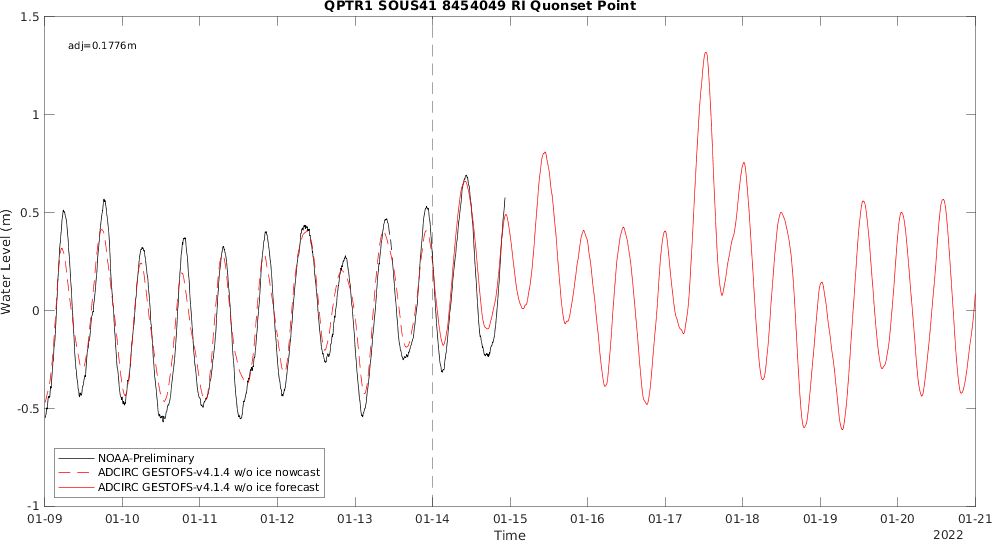 QPTR1 SOUS41 8454049 RI Quonset Point
adj=0.1776m
1.5
1
0.5
0
-0.5
-1
Water Level (m)
NOAA-Preliminary
ADCIRC GESTOFS-v4.1.4 w/o ice nowcast
ADCIRC GESTOFS-v4.1.4 w/o ice forecast
01-09 01-10 01-11 01-12 01-13 01-14 01-15 01-16 01-17 01-18 01-19 01-20 01-21
Time
2022